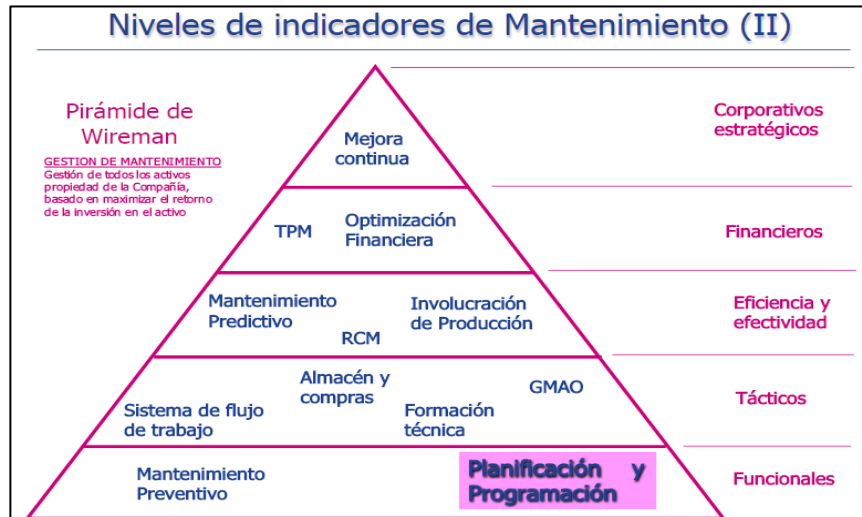 Niveles de indicadores de Mantenimiento (II)
Pirámide de
Wireman
GESTION DE MANTENIMIENTO
Gestión de todos los activos
propiedad de la Compañía,
basado en maximizar el retorno
de la inversión en el activo
Mejora
continua
Corporativos
estratégicos
TPM
Optimización
Financiera
Financieros
Mantenimiento
Predictivo
RCM
Involucración
de Producción
Eficiencia y
efectividad
Sistema de flujo
de trabajo
Almacén y
compras
Formación
técnica
GMAO
Tácticos
Mantenimiento
Preventivo
Planificación y
Programación
Funcionales